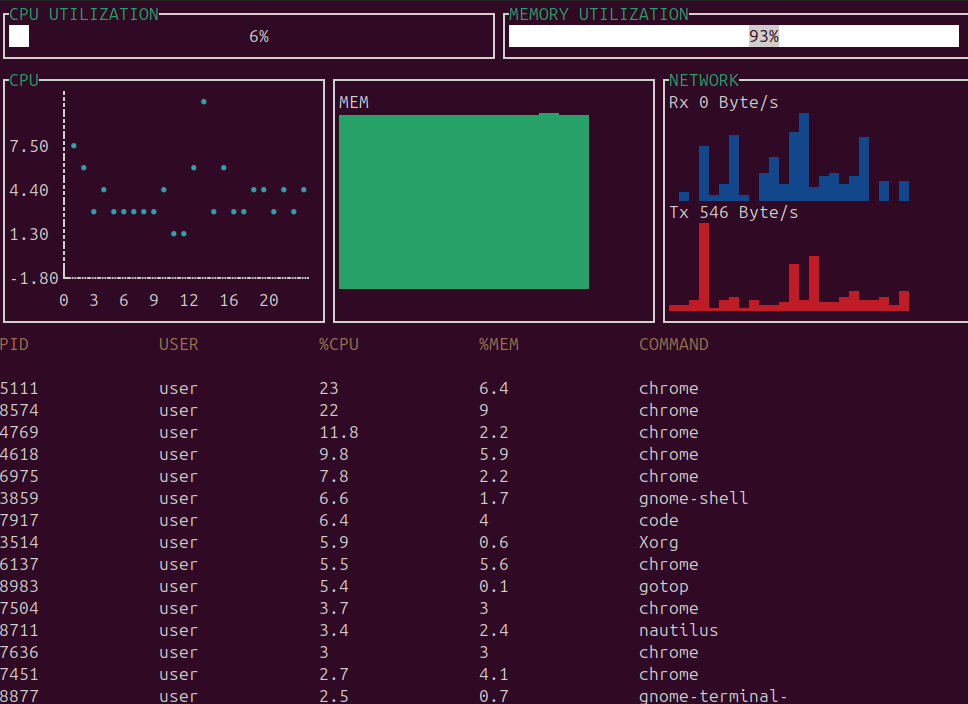 CPU UTILIZATION MEMORY UTILIZATION
6% 93%
CPU NETWORK
MEM Rx 0 Byte/s
7.50
4.40
Tx 546 Byte/s
1.30
-1.80
0 3 6 9 12 16 20
PID USER %CPU %MEM COMMAND
5111 user 23 6.4 chrome
8574 user 22 9 chrome
4769 user 11.8 2.2 chrome
4618 user 9.8 5.9 chrome
6975 user 7.8 2.2 chrome
3859 user 6.6 1.7 gnome-shell
7917 user 6.4 4 code
3514 user 5.9 0.6 Xorg
6137 user 5.5 5.6 chrome
8983 user 5.4 0.1 gotop
7504 user 3.7 3 chrome
8711 user 3.4 2.4 nautilus
7636 user 3 3 chrome
7451 user 2.7 4.1 chrome
8877 user 2.5 0.7 gnome-terminal-